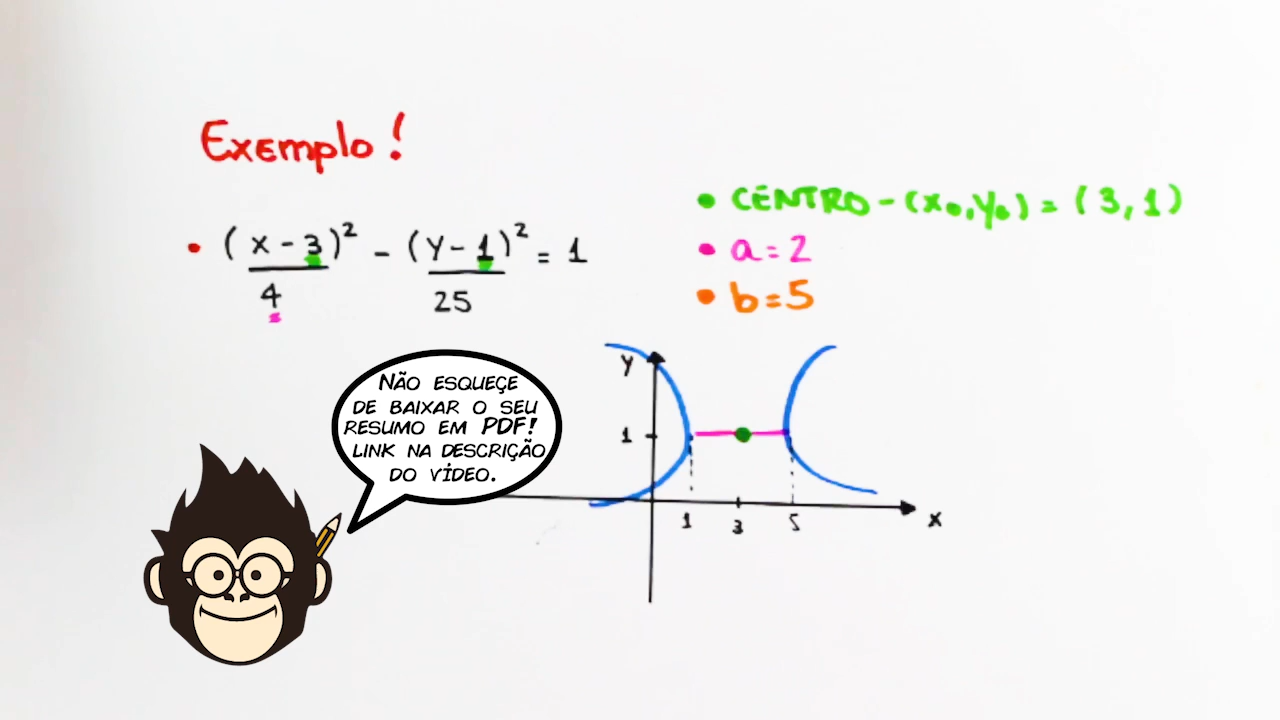 Exemplo!
• (x - 3)² - (y - 1)² = 1
4 25
• CENTRO - (x₀, y₀) = (3, 1)
• a = 2
• b = 5
NÃO ESQUEÇE
DE BAIXAR O SEU
RESUMO EM PDF!
LINK NA DESCRIÇÃO
DO VÍDEO.
Y
1
1 3 5
X